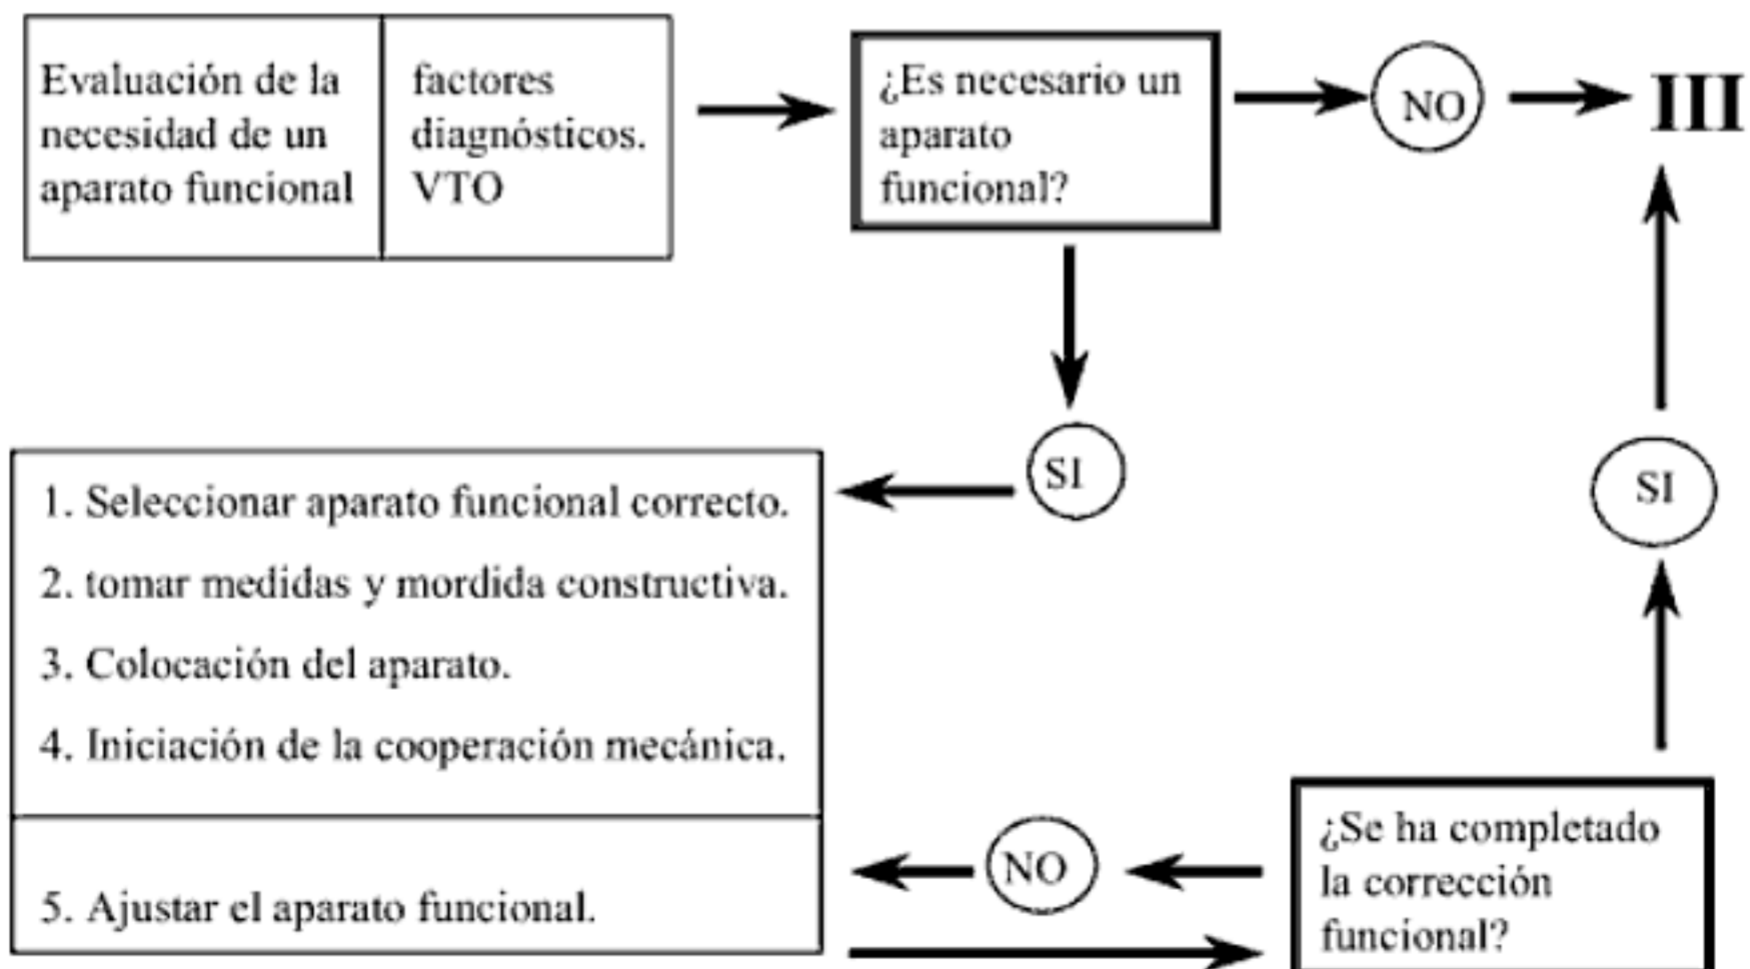 Evaluación de la
necesidad de un
aparato funcional
factores
diagnósticos.
VTO
¿Es necesario un
aparato
funcional?
NO
III
SI
1. Seleccionar aparato funcional correcto.
2. tomar medidas y mordida constructiva.
3. Colocación del aparato.
4. Iniciación de la cooperación mecánica.
5. Ajustar el aparato funcional.
NO
¿Se ha completado
la corrección
funcional?
SI